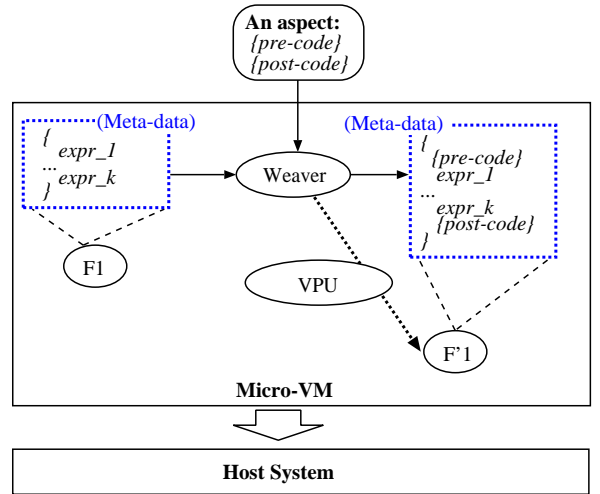 An aspect:
{pre-code}
{post-code}
(Meta-data)
{
expr_1
...
expr_k
}
F1
Weaver
VPU
(Meta-data)
{
{pre-code}
expr_1
...
expr_k
{post-code}
}
F'1
Micro-VM
Host System